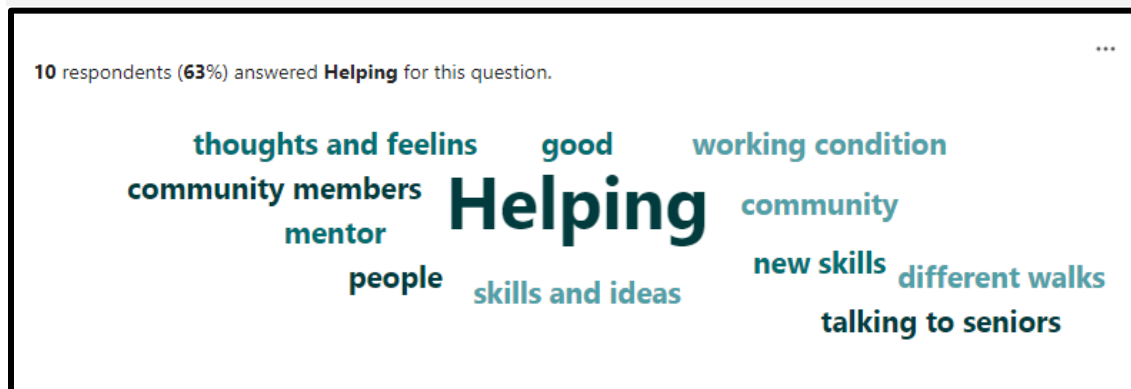 ...
10 respondents (63%) answered Helping for this question.
thoughts and feelins good working condition
community members Helping community
mentor
people skills and ideas new skills different walks
talking to seniors